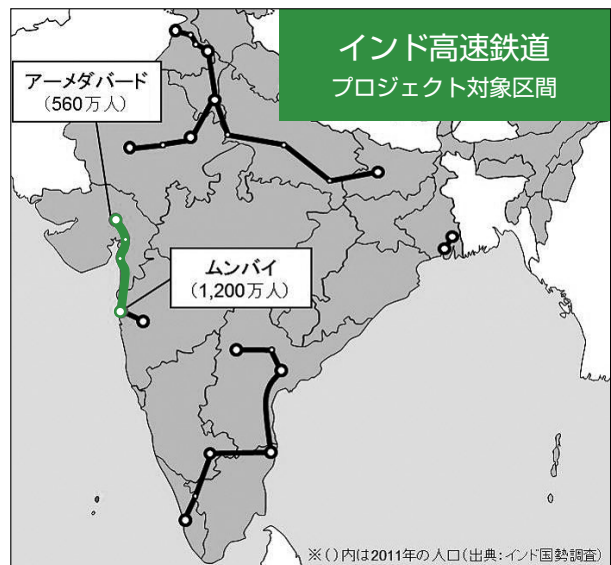 インド高速鉄道
プロジェクト対象区間
アーメダバード
(560万人)
ムンバイ
(1,200万人)
※()内は2011年の人口(出典:インド国勢調査)